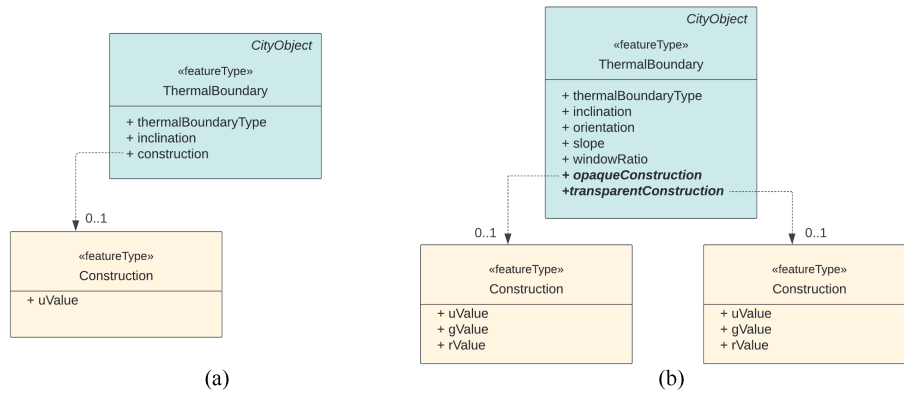 CityObject
«featureType»
ThermalBoundary
+ thermalBoundaryType
+ inclination
+ construction
0..1
«featureType»
Construction
+ uValue
(a)
CityObject
«featureType»
ThermalBoundary
+ thermalBoundaryType
+ inclination
+ orientation
+ slope
+ windowRatio
+ opaqueConstruction
+transparentConstruction
0..1
0..1
«featureType»
Construction
+ uValue
+ gValue
+ rValue
«featureType»
Construction
+ uValue
+ gValue
+ rValue
(b)